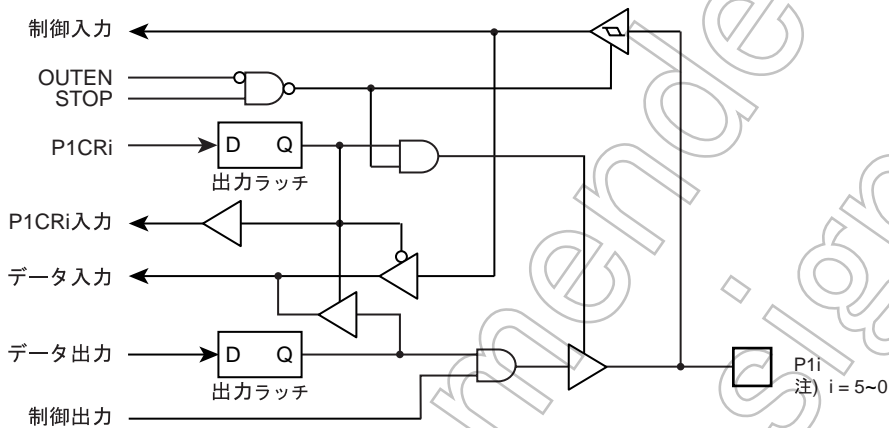 制御入力
OUTEN
STOP
P1CRi
D Q
出力ラッチ
P1CRi入力
データ入力
データ出力
D Q
出力ラッチ
制御出力
P1i
注) i = 5~0